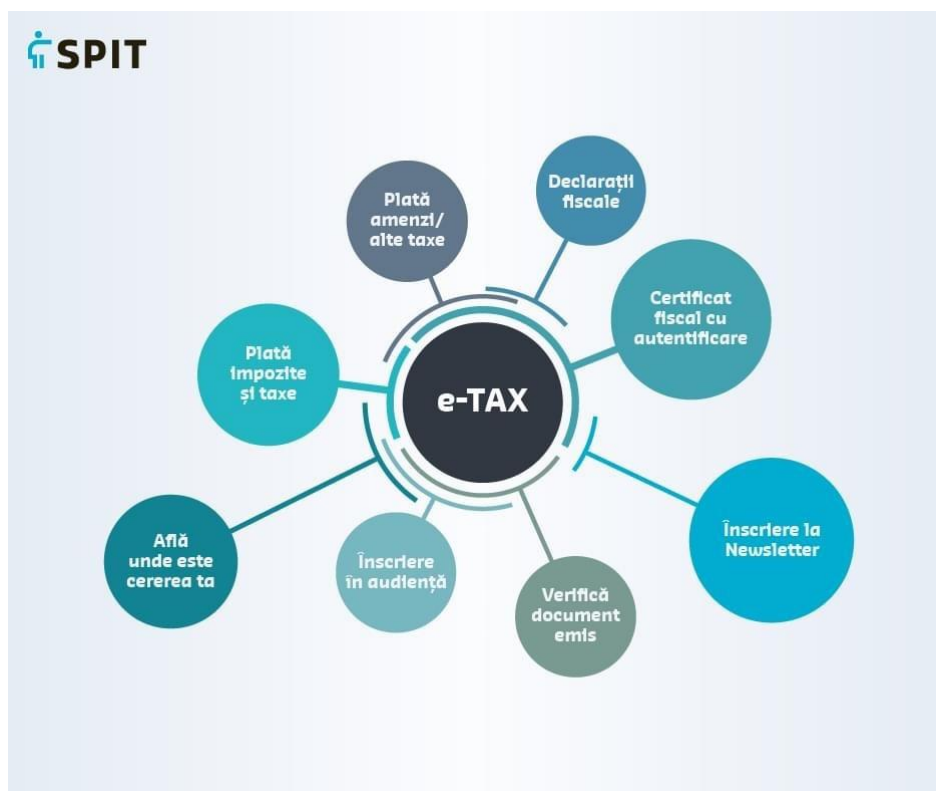 SPIT
Declarații
fiscale
Plată
amenzi/
alte taxe
Certificat
fiscal cu
autentificare
Plată
impozite
și taxe
e-TAX
Află
unde este
cererea ta
Înscriere
în audiență
Verifică
document
emis
Înscriere la
Newsletter